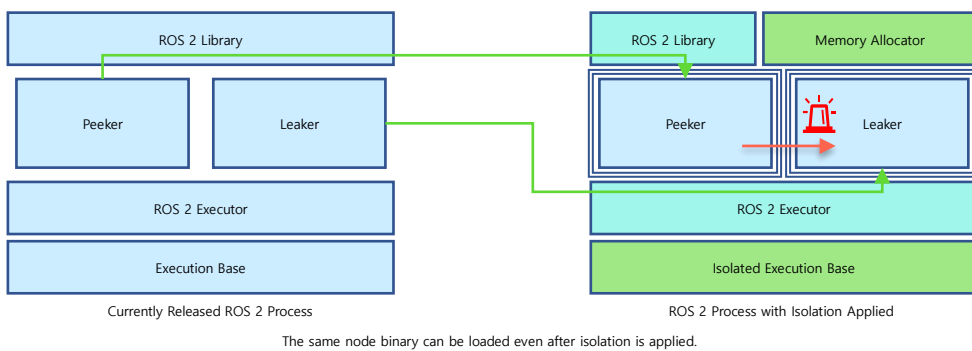 ROS 2 Library
Peeker
Leaker
ROS 2 Executor
Execution Base
Currently Released ROS 2 Process
ROS 2 Library
Memory Allocator
Peeker
Leaker
ROS 2 Executor
Isolated Execution Base
ROS 2 Process with Isolation Applied
The same node binary can be loaded even after isolation is applied.